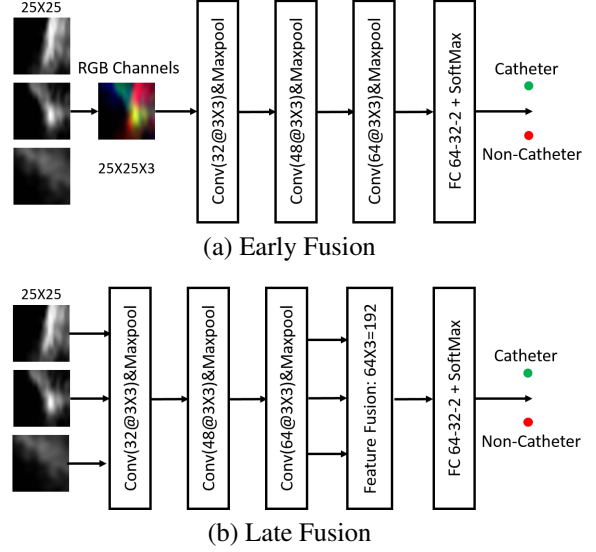 25X25
RGB Channels
25X25X3
Conv(32@3X3)&Maxpool
Conv(48@3X3)&Maxpool
Conv(64@3X3)&Maxpool
FC 64-32-2 + SoftMax
Catheter
Non-Catheter
(a) Early Fusion
25X25
Conv(32@3X3)&Maxpool
Conv(48@3X3)&Maxpool
Conv(64@3X3)&Maxpool
Feature Fusion: 64X3=192
FC 64-32-2 + SoftMax
Catheter
Non-Catheter
(b) Late Fusion